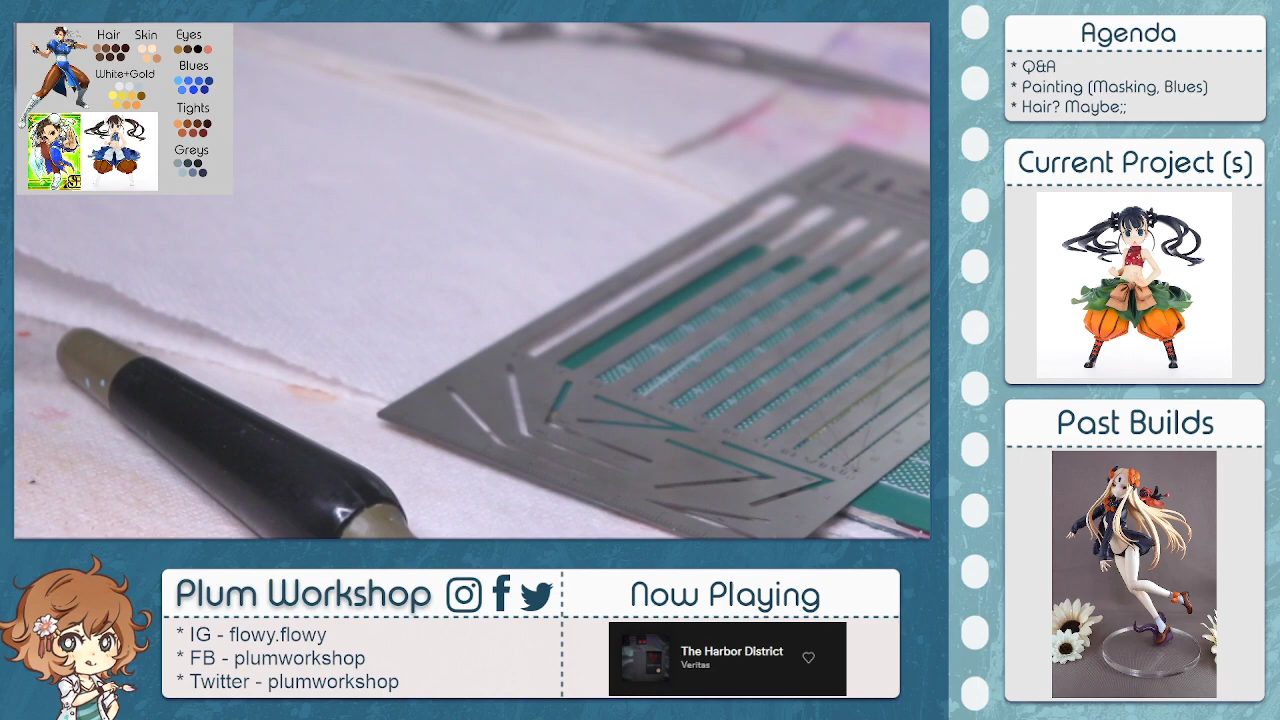 Hair
Skin
Eyes
White+Gold
Blues
Tights
Greys
Agenda
* Q&A
* Painting (Masking, Blues)
* Hair? Maybe;;
Current Project (s)
Past Builds
Plum Workshop
* IG - flowy.flowy
* FB - plumworkshop
* Twitter - plumworkshop
Now Playing
The Harbor District
Veritas